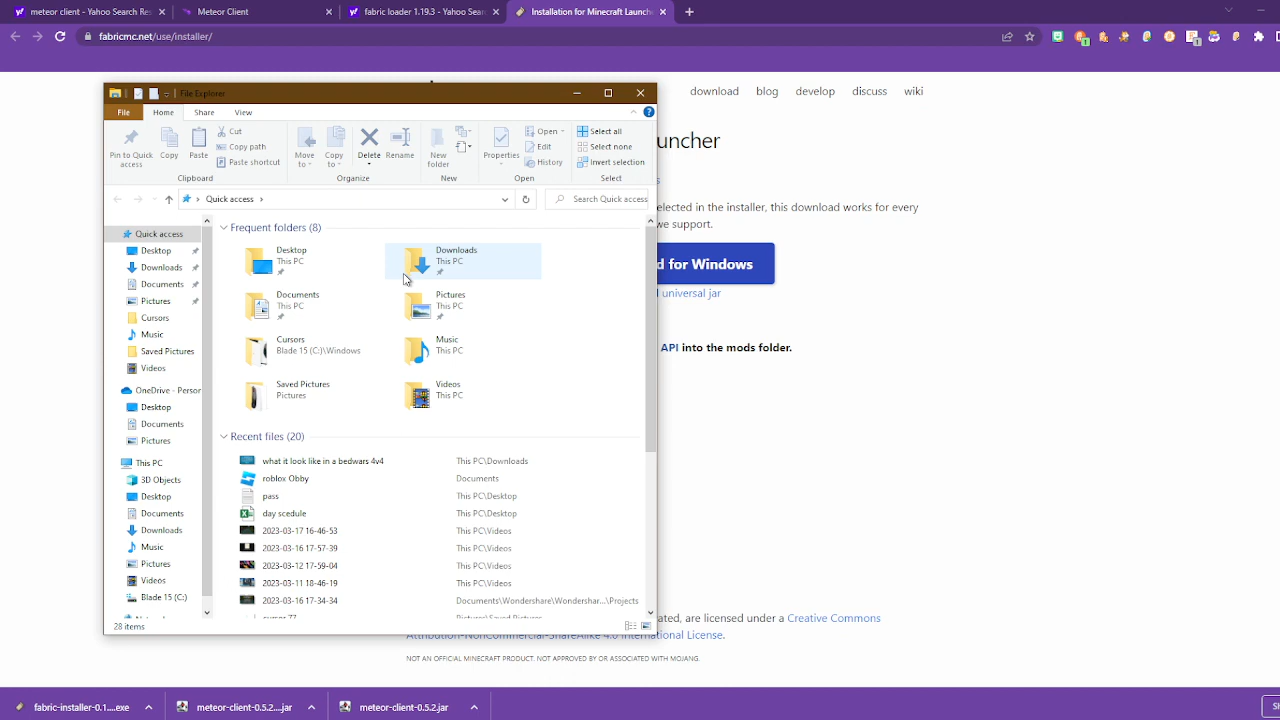 meteor client - Yahoo Search Res
Meteor Client
fabric loader 1.19.3 - Yahoo Sear
Installation for Minecraft Launch
fabricmc.net/use/installer/
download blog develop discuss wiki
File Explorer
File Home Share View
Pin to Quick access
Copy
Paste
Cut
Copy path
Paste shortcut
Move to
Copy to
Delete
Rename
New folder
Properties
Open
Edit
History
Select all
Select none
Invert selection
Clipboard Organize New Open Select
uncher
Quick access
Search Quick access
elected in the installer, this download works for every
we support.
d for Windows
universal jar
API into the mods folder.
Quick access
Desktop
Downloads
Documents
Pictures
Cursors
Music
Saved Pictures
Videos
OneDrive - Person
Desktop
Documents
Pictures
This PC
3D Objects
Desktop
Documents
Downloads
Music
Pictures
Videos
Blade 15 (C:)
Frequent folders (8)
Desktop
This PC
Downloads
This PC
Documents
This PC
Pictures
This PC
Cursors
Blade 15 (C:)\Windows
Music
This PC
Saved Pictures
Pictures
Videos
This PC
Recent files (20)
what it look like in a bedwars 4v4 This PC\Downloads
roblox Obby Documents
pass This PC\Desktop
day scedule This PC\Desktop
2023-03-17 16-46-53 This PC\Videos
2023-03-16 17-57-39 This PC\Videos
2023-03-12 17-59-04 This PC\Videos
2023-03-11 18-46-19 This PC\Videos
2023-03-16 17-34-34 Documents\Wondershare\Wondershar...\Projects
28 items
ated, are licensed under a Creative Commons
Attribution-NonCommercial-ShareAlike 4.0 International License.
NOT AN OFFICIAL MINECRAFT PRODUCT. NOT APPROVED BY OR ASSOCIATED WITH MOJANG.
fabric-installer-0.1....exe
meteor-client-0.5.2....jar
meteor-client-0.5.2.jar